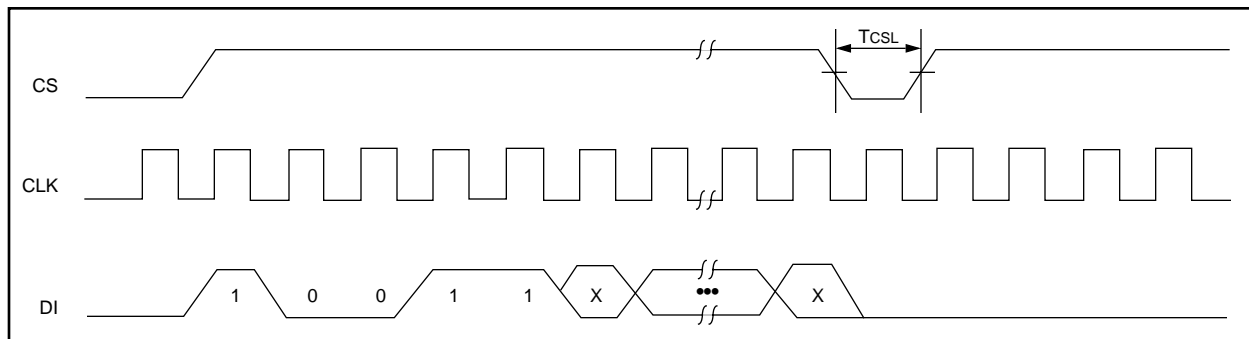 TCSL
CS
CLK
DI
1 0 0 1 1 X ••• X